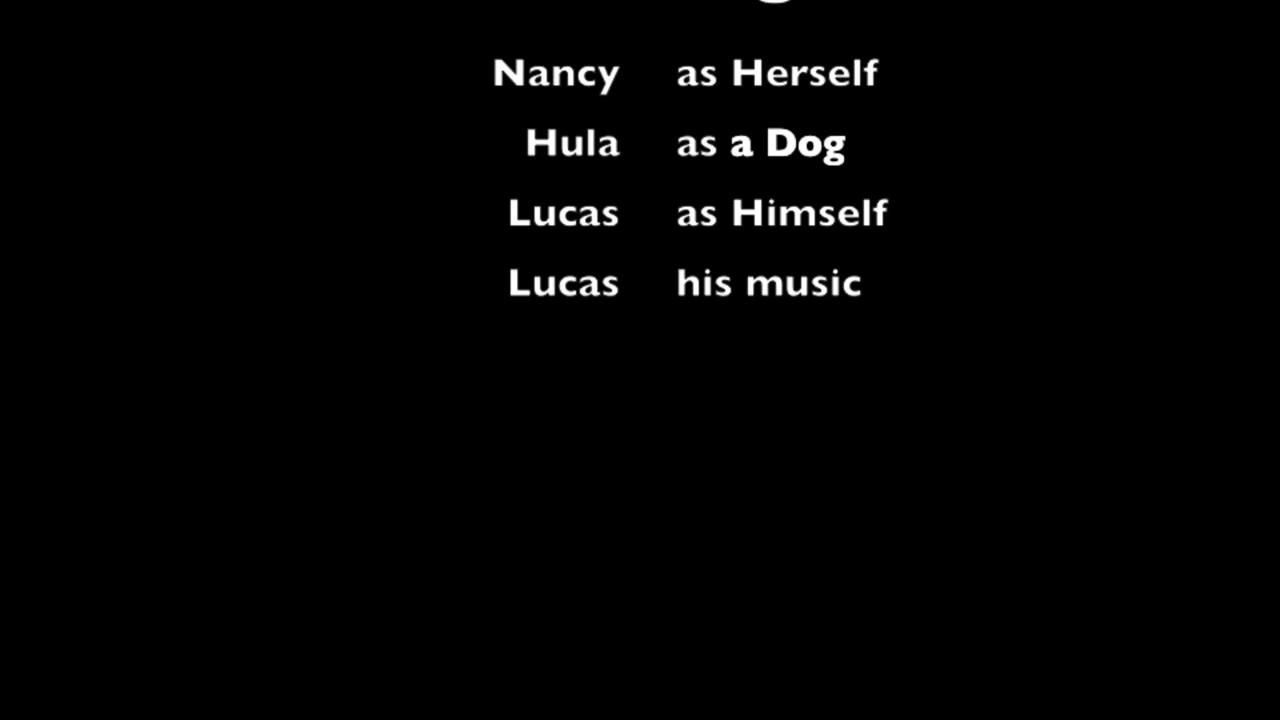 Nancy as Herself
Hula as a Dog
Lucas as Himself
Lucas his music